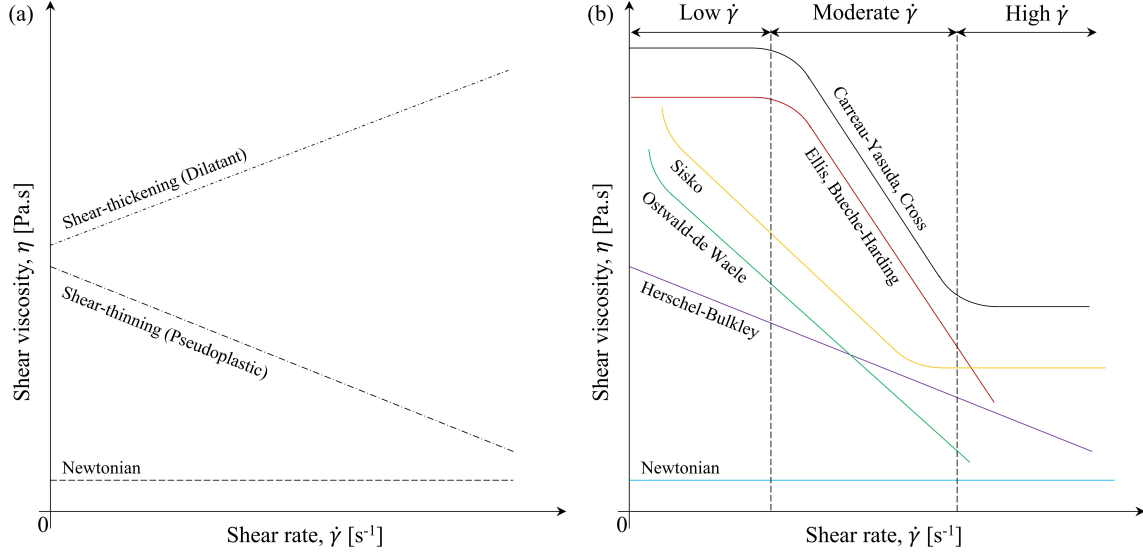 (a)
Shear viscosity, η [Pa.s]
Shear-thickening (Dilatant)
Shear-thinning (Pseudoplastic)
Newtonian
0
Shear rate, γ̇ [s⁻¹]
(b)
Low γ̇
Moderate γ̇
High γ̇
Shear viscosity, η [Pa.s]
Carreau-Yasuda, Cross
Ellis, Bueche-Harding
Sisko
Ostwald-de Waele
Herschel-Bulkley
Newtonian
0
Shear rate, γ̇ [s⁻¹]